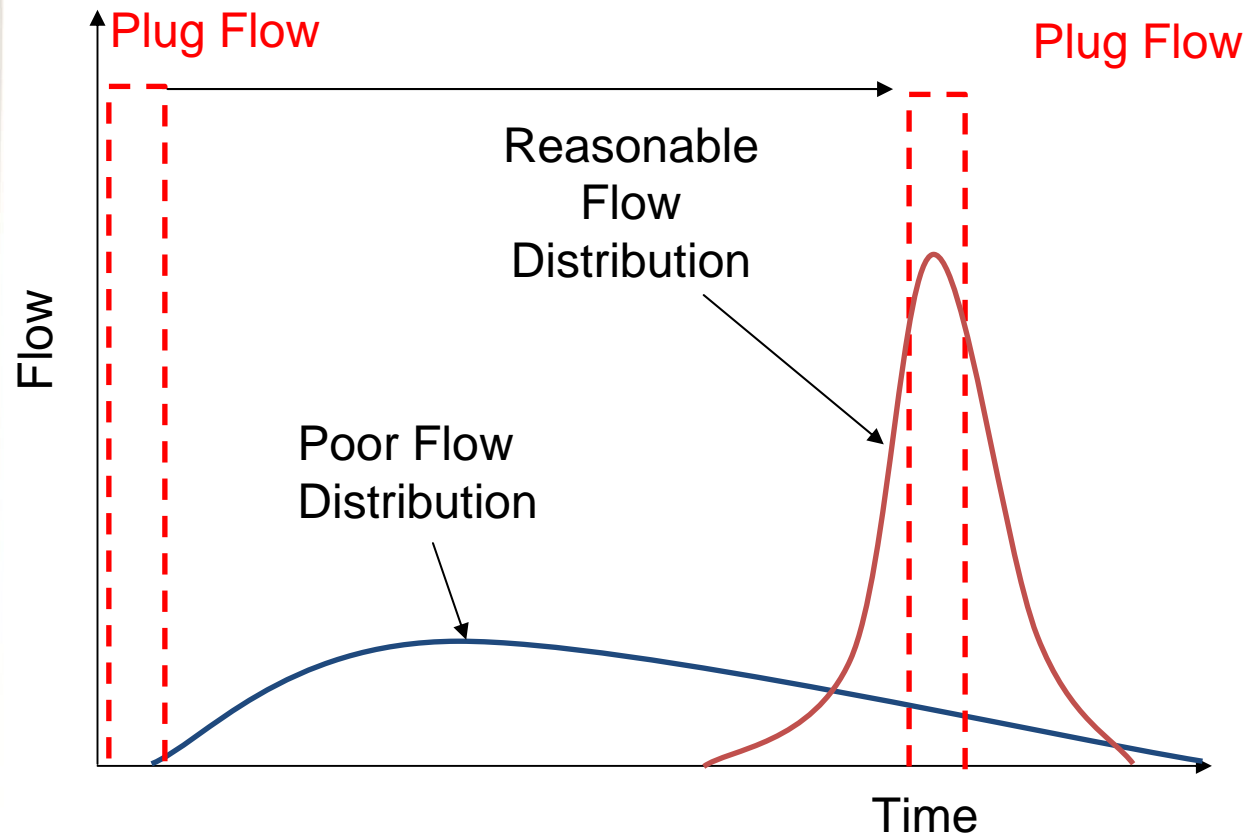 Plug Flow
Plug Flow
Reasonable
Flow
Distribution
Flow
Poor Flow
Distribution
Time